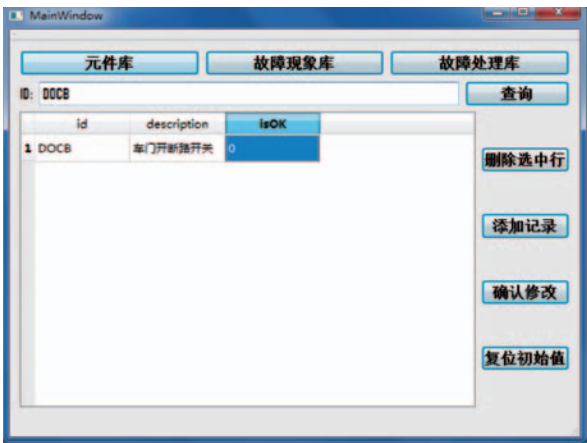 MainWindow
元件库 故障现象库 故障处理库
ID: DOCB 查询
id description isOK
1 DOCB 车门开断路开关 0
删除选中行
添加记录
确认修改
复位初始值